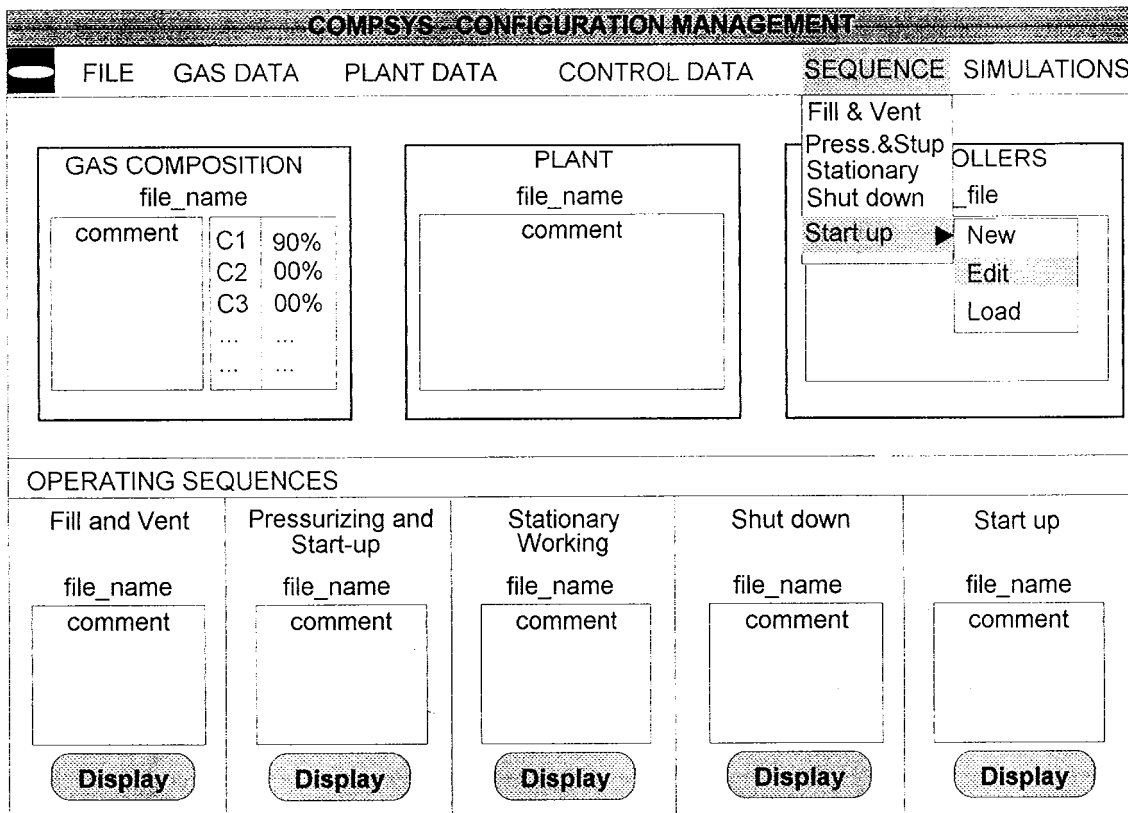 COMPSYS - CONFIGURATION MANAGEMENT
FILE GAS DATA PLANT DATA CONTROL DATA SEQUENCE SIMULATIONS
Fill & Vent
Press.&Stup
Stationary
Shut down
Start up
New
Edit
Load
GAS COMPOSITION
file_name
comment
C1 90%
C2 00%
C3 00%
... ...
... ...
PLANT
file_name
comment
OLLERS
_file
OPERATING SEQUENCES
Fill and Vent
file_name
comment
Display
Pressurizing and
Start-up
file_name
comment
Display
Stationary
Working
file_name
comment
Display
Shut down
file_name
comment
Display
Start up
file_name
comment
Display